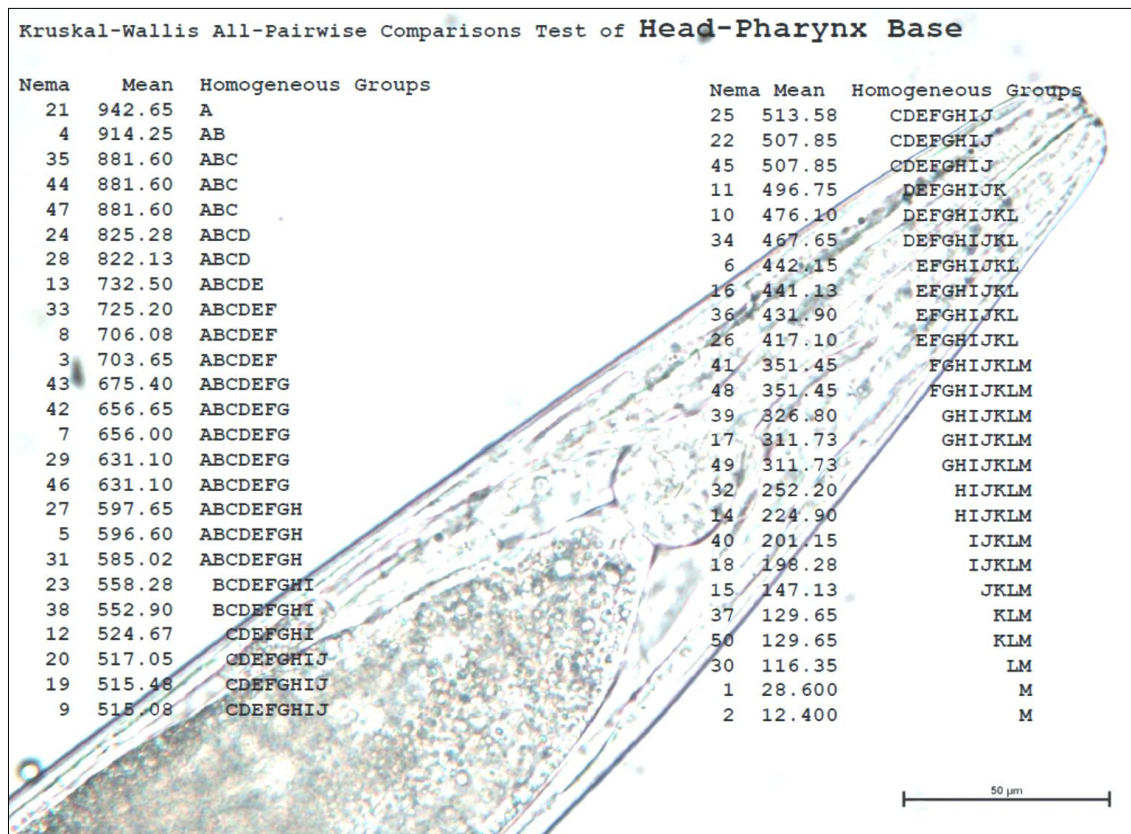 Kruskal-Wallis All-Pairwise Comparisons Test of Head-Pharynx Base
Nema Mean Homogeneous Groups
21 942.65 A
4 914.25 AB
35 881.60 ABC
44 881.60 ABC
47 881.60 ABC
24 825.28 ABCD
28 822.13 ABCD
13 732.50 ABCDE
33 725.20 ABCDEF
8 706.08 ABCDEF
3 703.65 ABCDEF
43 675.40 ABCDEFG
42 656.65 ABCDEFG
7 656.00 ABCDEFG
29 631.10 ABCDEFG
46 631.10 ABCDEFG
27 597.65 ABCDEFGH
5 596.60 ABCDEFGH
31 585.02 ABCDEFGH
23 558.28 BCDEFGHI
38 552.90 BCDEFGHI
12 524.67 CDEFGHI
20 517.05 CDEFGHIJ
19 515.48 CDEFGHIJ
9 515.08 CDEFGHIJ
Nema Mean Homogeneous Groups
25 513.58 CDEFGHIJ
22 507.85 CDEFGHIJ
45 507.85 CDEFGHIJ
11 496.75 DEFGHIJK
10 476.10 DEFGHIJKL
34 467.65 DEFGHIJKL
6 442.15 EFGHIJKL
16 441.13 EFGHIJKL
36 431.90 EFGHIJKL
26 417.10 EFGHIJKL
41 351.45 FGHIJKLM
48 351.45 FGHIJKLM
39 326.80 GHIJKLM
17 311.73 GHIJKLM
49 311.73 GHIJKLM
32 252.20 HIJKLM
14 224.90 HIJKLM
40 201.15 IJKLM
18 198.28 IJKLM
15 147.13 JKLM
37 129.65 KLM
50 129.65 KLM
30 116.35 LM
1 28.600 M
2 12.400 M
50 µm